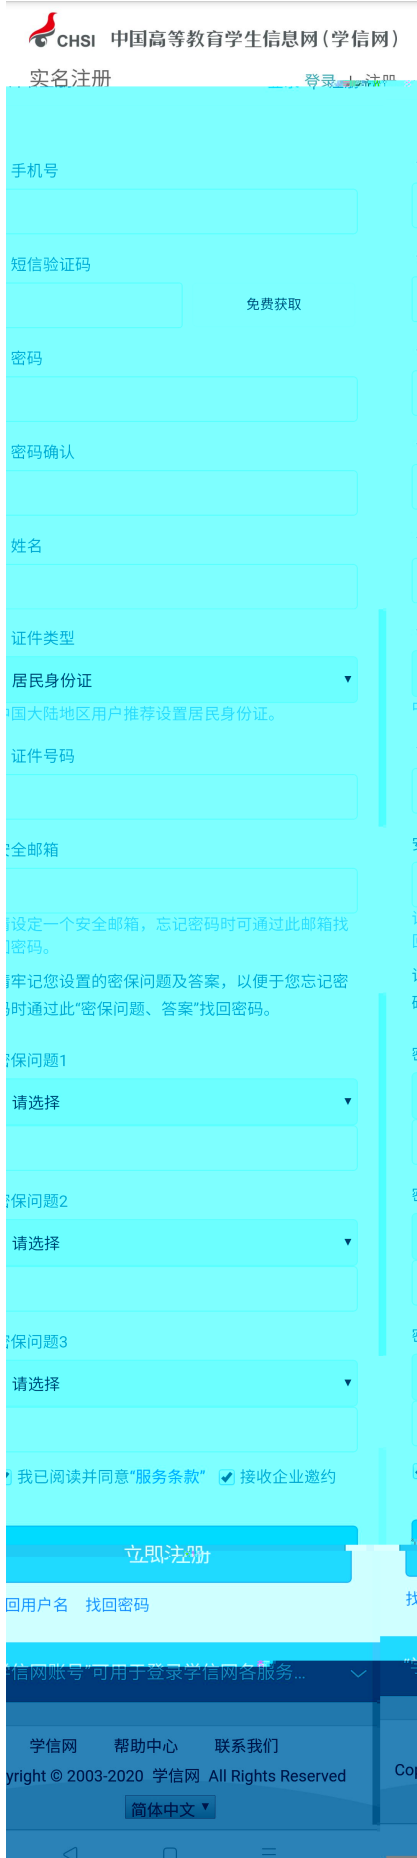 CHSI 中国高等教育学生信息网(学信网)
实名注册 登录 注册
手机号
短信验证码
免费获取
密码
密码确认
姓名
证件类型
居民身份证
中国大陆地区用户推荐设置居民身份证。
证件号码
安全邮箱
请设定一个安全邮箱，忘记密码时可通过此邮箱找
回密码。
请牢记您设置的密保问题及答案，以便于您忘记密
码时通过此“密保问题、答案”找回密码。
密保问题1
请选择
密保问题2
请选择
密保问题3
请选择
我已阅读并同意“服务条款” 接收企业邀约
立即注册
回用户名 找回密码
学信网账号”可用于登录学信网各服务...
学信网 帮助中心 联系我们
yright © 2003-2020 学信网 All Rights Reserved
Cop
简体中文